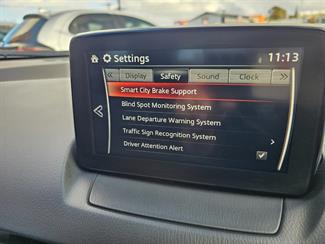 Settings 11:13
« Display Safety Sound Clock »
Smart City Brake Support
Blind Spot Monitoring System
Lane Departure Warning System
Traffic Sign Recognition System
Driver Attention Alert